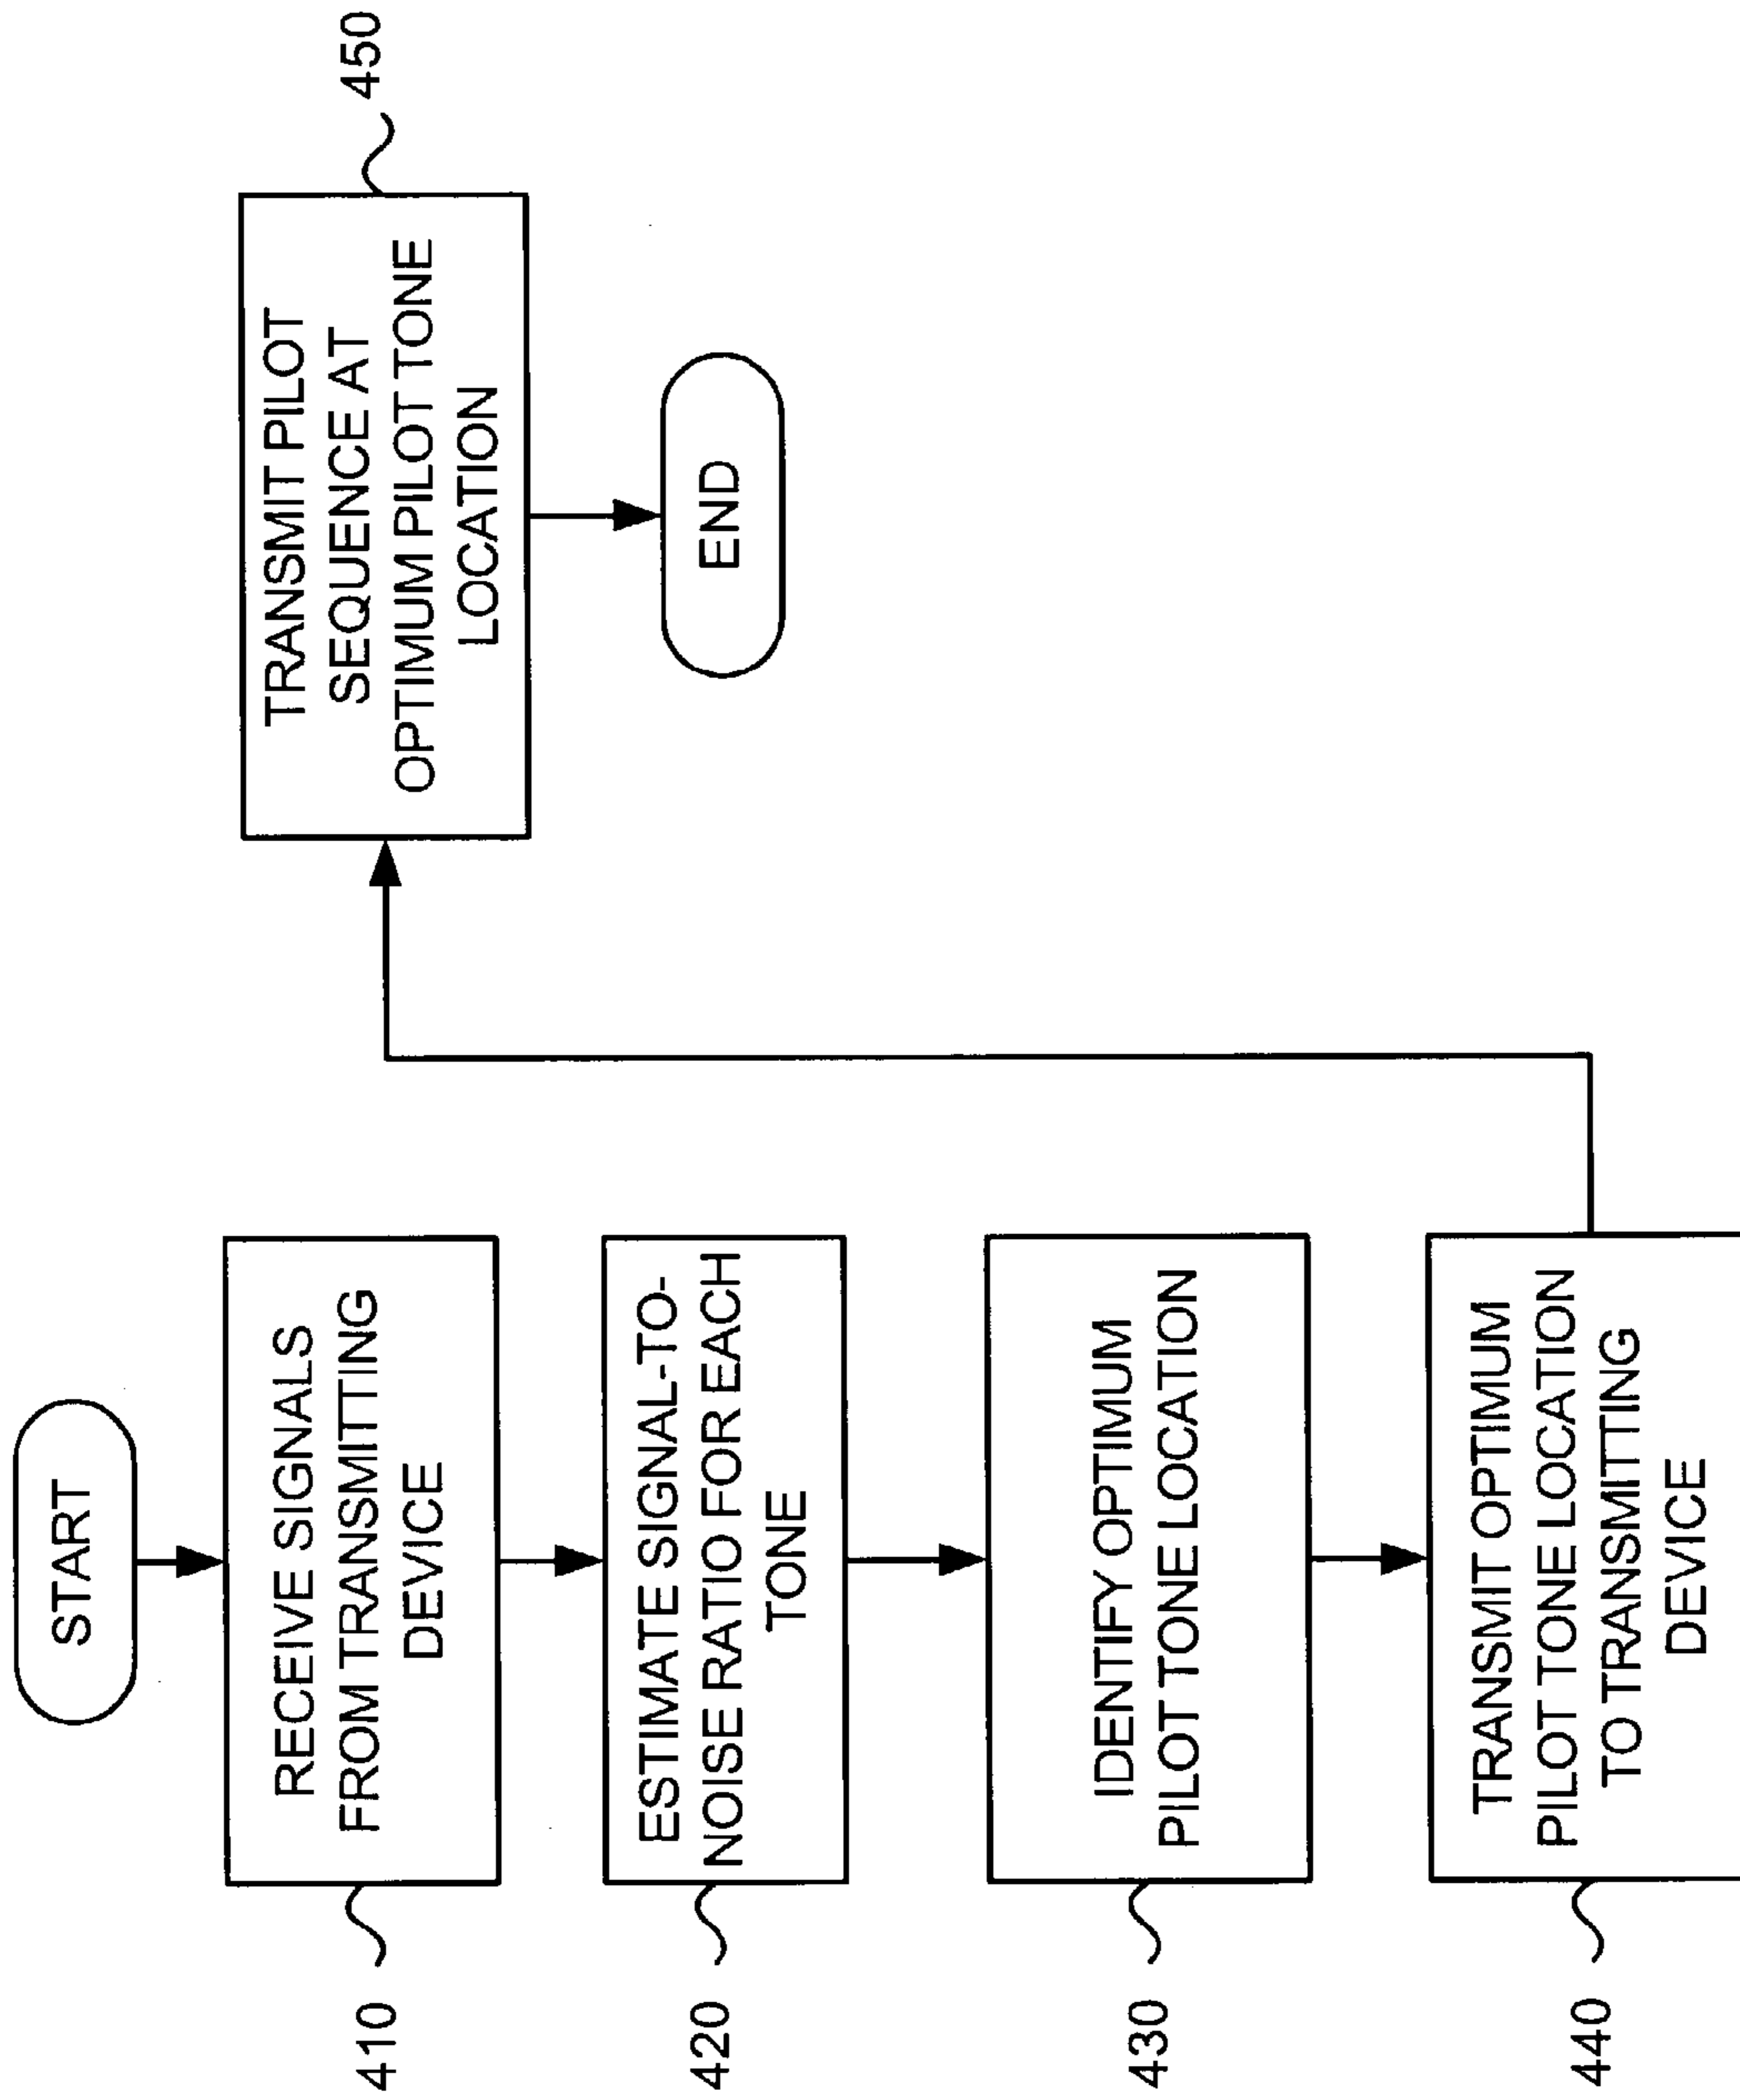 START
RECEIVE SIGNALS
FROM TRANSMITTING
DEVICE
410
ESTIMATE SIGNAL-TO-
NOISE RATIO FOR EACH
TONE
420
IDENTIFY OPTIMUM
PILOT TONE LOCATION
430
TRANSMIT OPTIMUM
PILOT TONE LOCATION
TO TRANSMITTING
DEVICE
440
TRANSMIT PILOT
SEQUENCE AT
OPTIMUM PILOT TONE
LOCATION
450
END